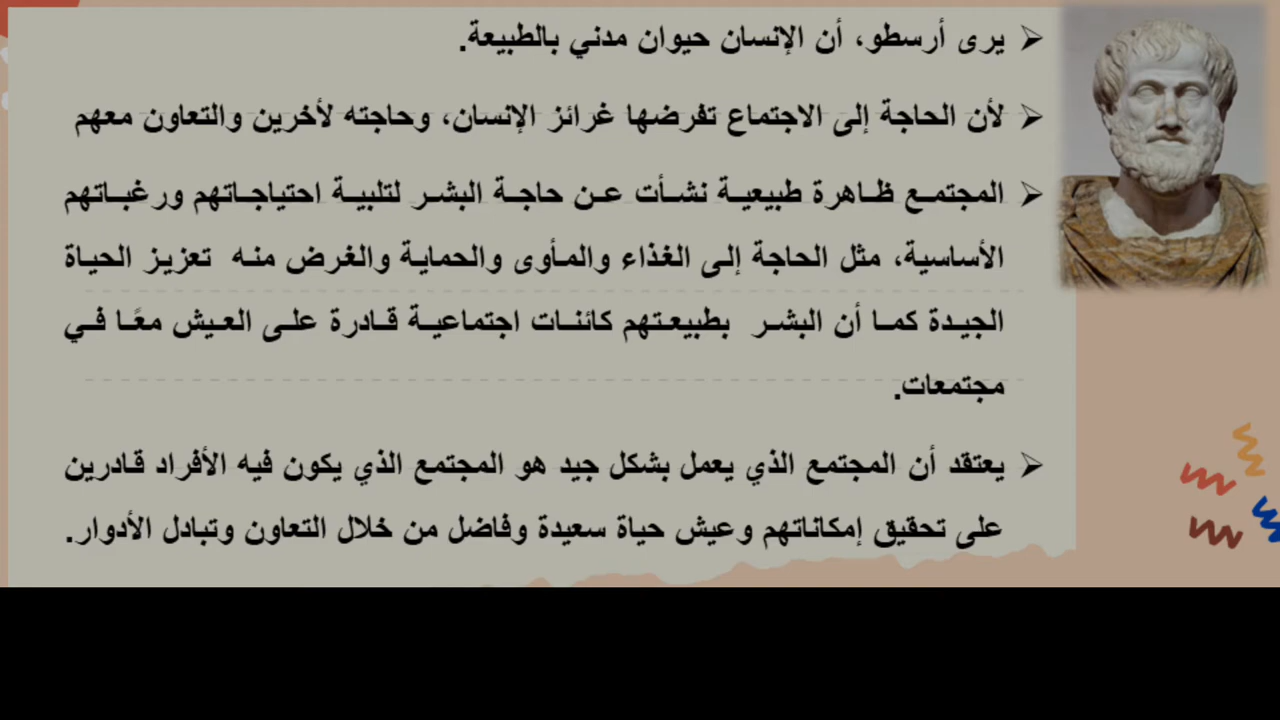 يرى أرسطو، أن الإنسان حيوان مدني بالطبيعة.
لأن الحاجة إلى الاجتماع تفرضها غرائز الإنسان، وحاجته لأخرين والتعاون معهم
المجتمع ظاهرة طبيعية نشأت عن حاجة البشر لتلبية احتياجاتهم ورغباتهم
الأساسية، مثل الحاجة إلى الغذاء والمأوى والحماية والغرض منه تعزيز الحياة
الجيدة كما أن البشر بطبيعتهم كائنات اجتماعية قادرة على العيش معًا في
مجتمعات.
يعتقد أن المجتمع الذي يعمل بشكل جيد هو المجتمع الذي يكون فيه الأفراد قادرين
على تحقيق إمكاناتهم وعيش حياة سعيدة وفاضل من خلال التعاون وتبادل الأدوار.